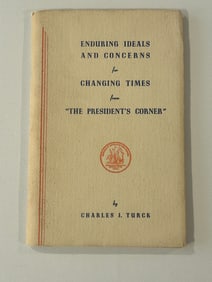 ENDURING IDEALS
AND CONCERNS
for
CHANGING TIMES
from
"THE PRESIDENT'S CORNER"
by
CHARLES J. TURCK